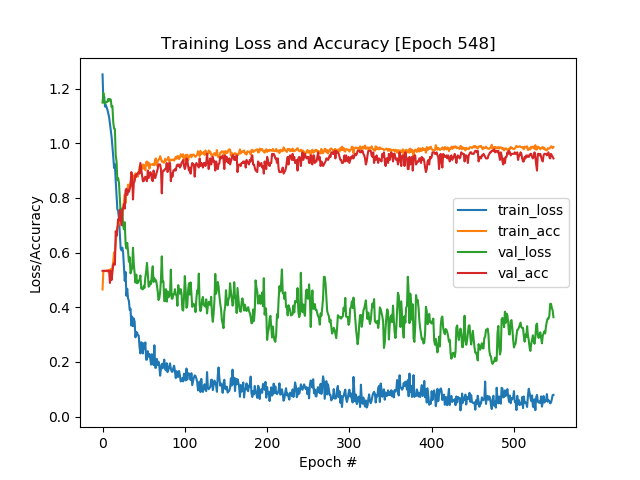 Training Loss and Accuracy [Epoch 548]
Loss/Accuracy
1.2
1.0
0.8
0.6
0.4
0.2
0.0
train_loss
train_acc
val_loss
val_acc
0 100 200 300 400 500
Epoch #